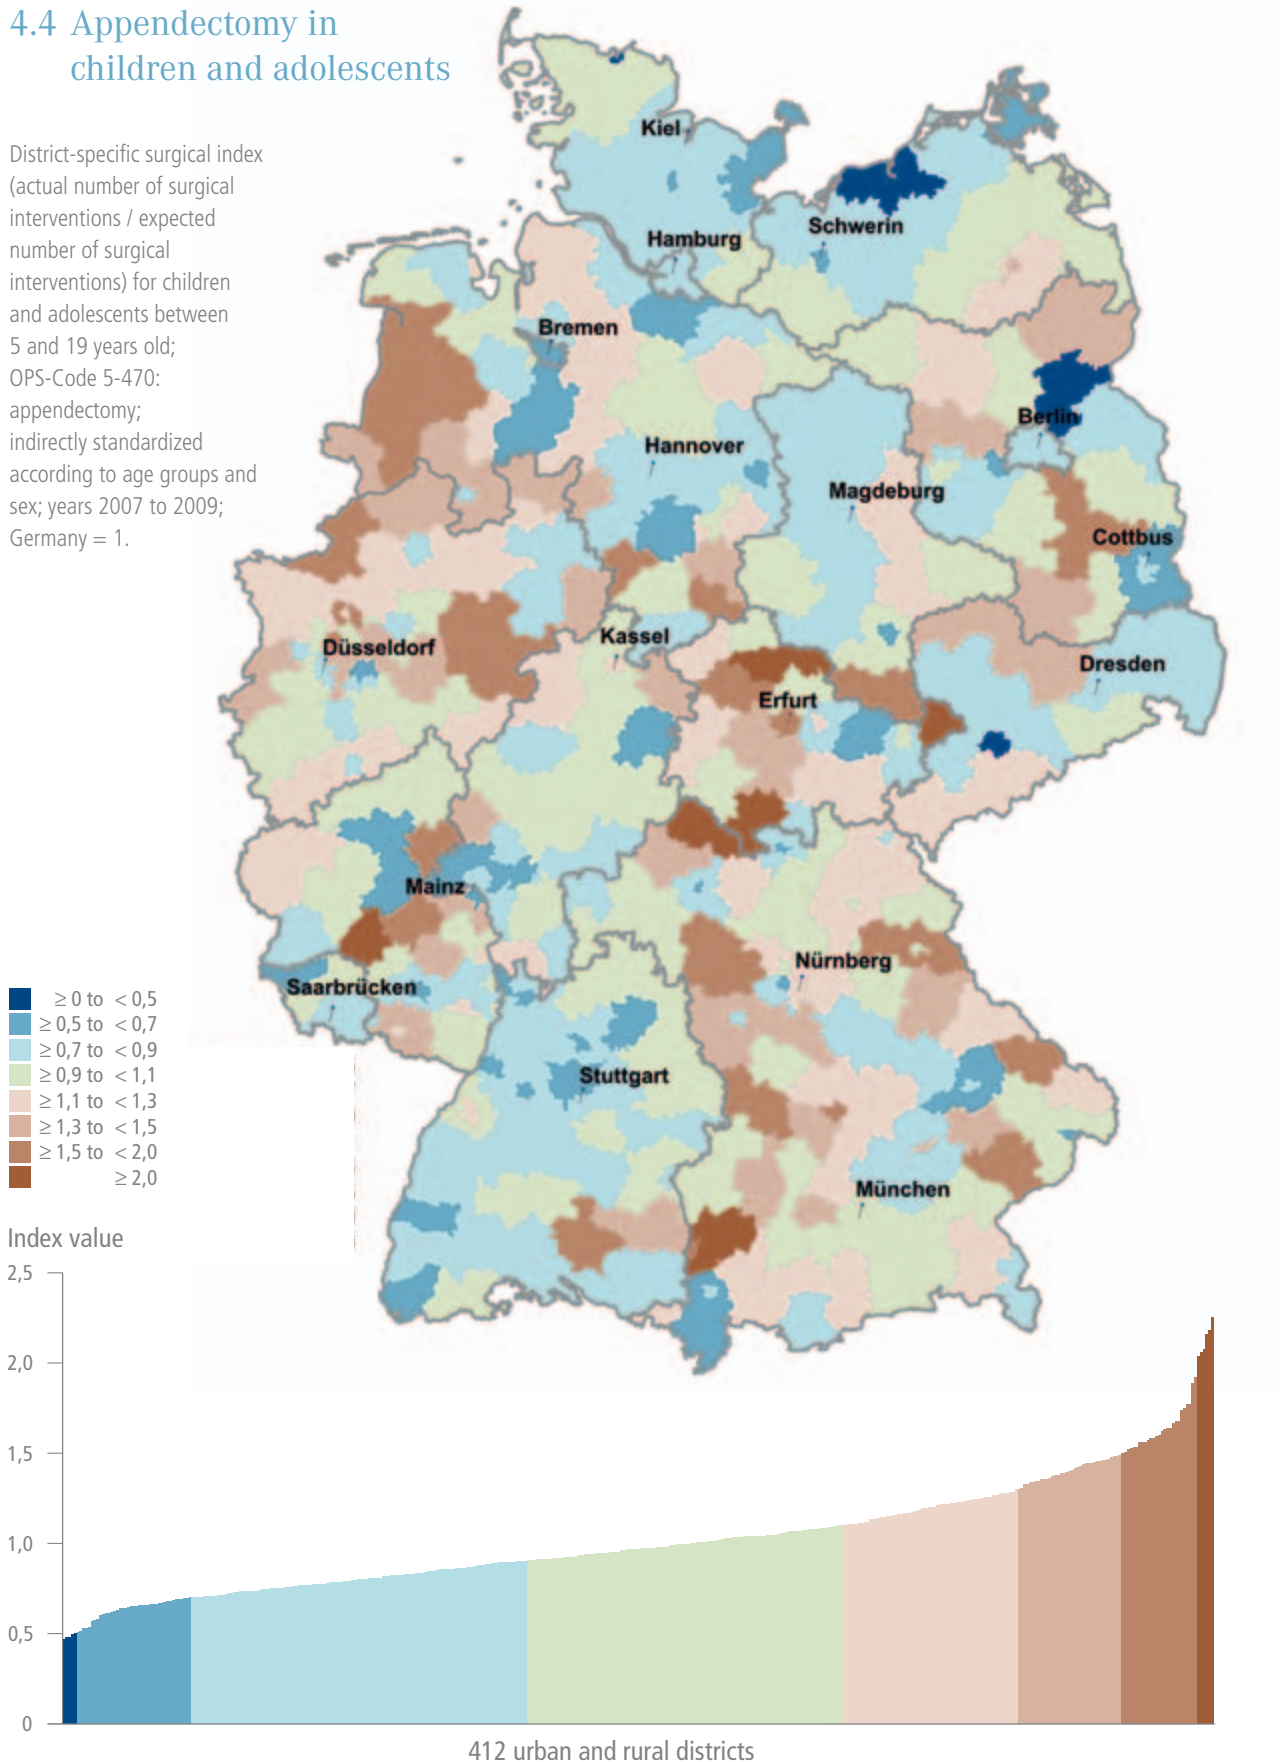 4.4 Appendectomy in
children and adolescents
District-specific surgical index
(actual number of surgical
interventions / expected
number of surgical
interventions) for children
and adolescents between
5 and 19 years old;
OPS-Code 5-470:
appendectomy;
indirectly standardized
according to age groups and
sex; years 2007 to 2009;
Germany = 1.
Kiel
Schwerin
Hamburg
Bremen
Berlin
Hannover
Magdeburg
Cottbus
Kassel
Düsseldorf
Dresden
Erfurt
Mainz
Nürnberg
Saarbrücken
Stuttgart
München
≥ 0 to < 0,5
≥ 0,5 to < 0,7
≥ 0,7 to < 0,9
≥ 0,9 to < 1,1
≥ 1,1 to < 1,3
≥ 1,3 to < 1,5
≥ 1,5 to < 2,0
≥ 2,0
Index value
2,5
2,0
1,5
1,0
0,5
0
412 urban and rural districts